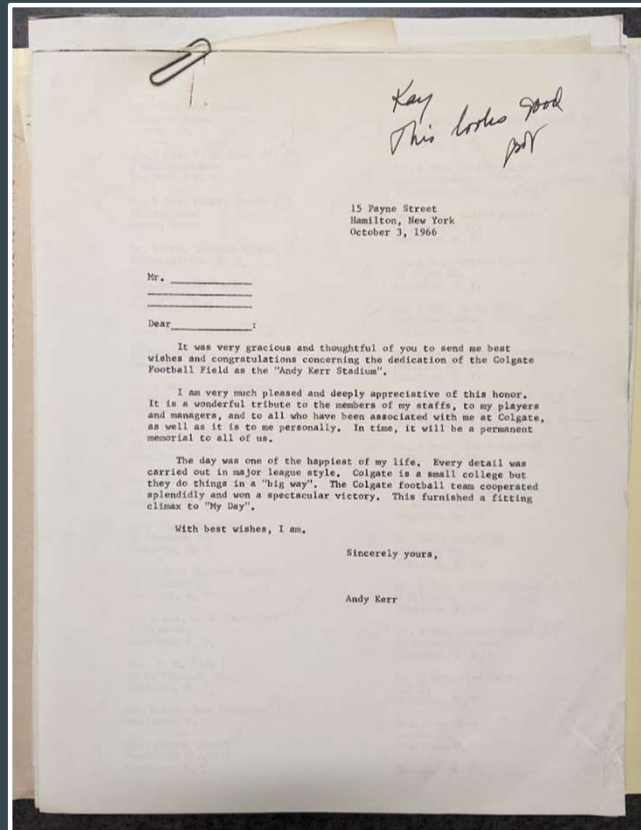 Kay
This looks good
15 Payne Street
Hamilton, New York
October 3, 1966
Mr.
Dear :
It was very gracious and thoughtful of you to send me best
wishes and congratulations concerning the dedication of the Colgate
Football Field as the "Andy Kerr Stadium".
I am very much pleased and deeply appreciative of this honor.
It is a wonderful tribute to the members of my staffs, to my players
and managers, and to all who have been associated with me at Colgate,
as well as it is to me personally. In time, it will be a permanent
memorial to all of us.
The day was one of the happiest of my life. Every detail was
carried out in major league style. Colgate is a small college but
they do things in a "big way". The Colgate football team cooperated
splendidly and won a spectacular victory. This furnished a fitting
climax to "My Day".
With best wishes, I am.
Sincerely yours,
Andy Kerr